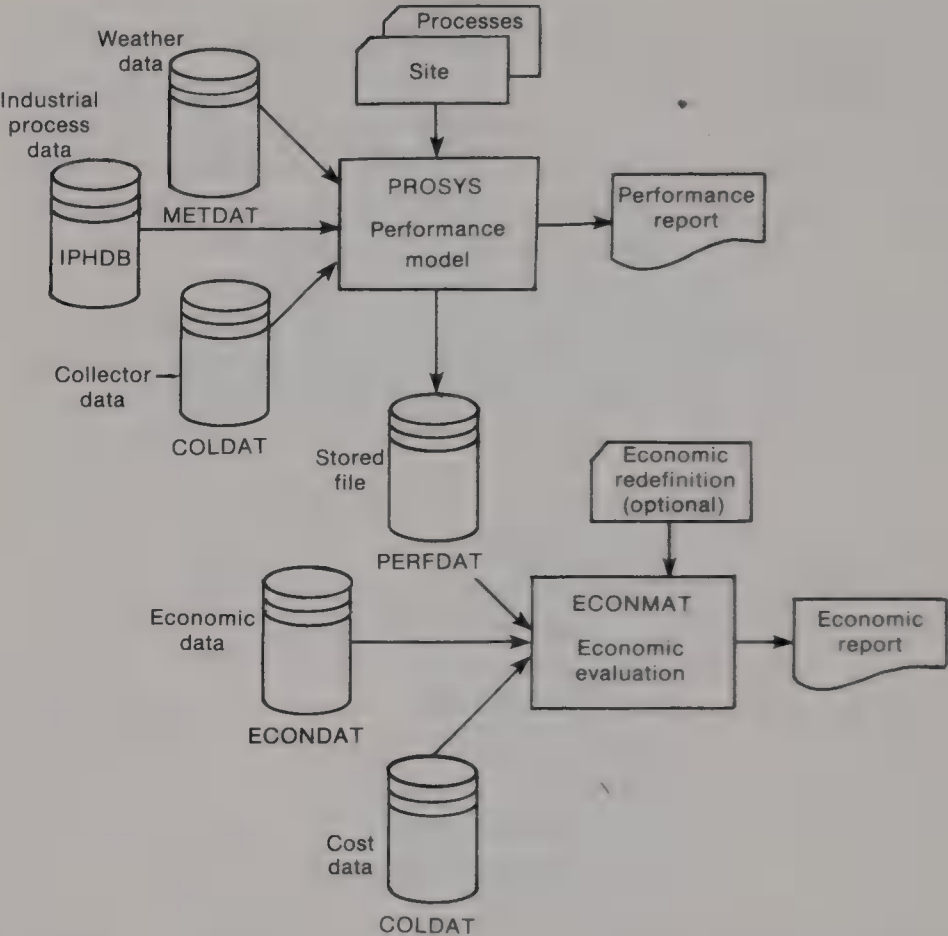 Processes
Site
Weather
data
Industrial
process
data
METDAT
IPHDB
PROSYS
Performance
model
Performance
report
Collector
data
COLDAT
Stored
file
PERFDAT
Economic
redefinition
(optional)
Economic
data
ECONDAT
ECONMAT
Economic
evaluation
Economic
report
Cost
data
COLDAT